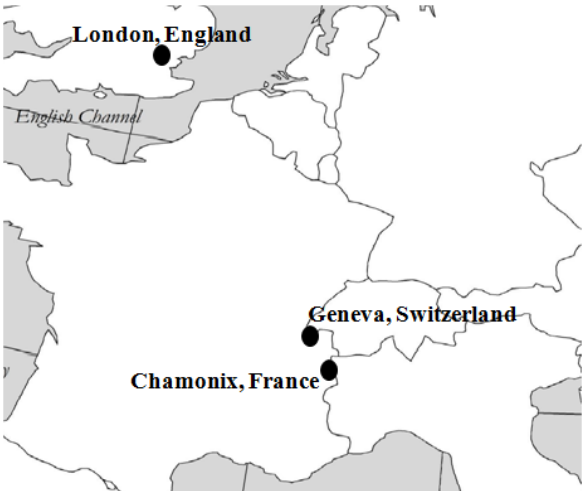 London, England
English Channel
Geneva, Switzerland
Chamonix, France
y